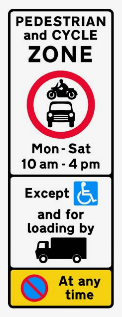 PEDESTRIAN
and CYCLE
ZONE
Mon - Sat
10 am - 4 pm
Except
and for
loading by
At any
time